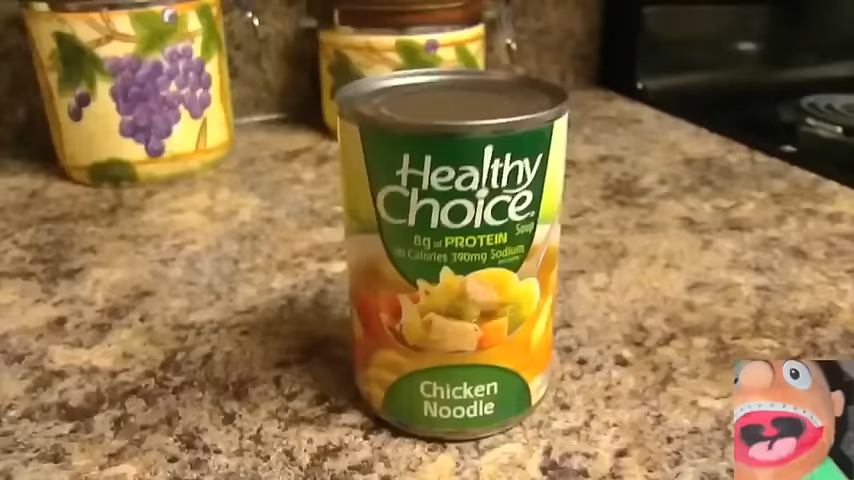 Healthy
Choice
Soup
8g of PROTEIN
Calories 390mg Sodium
Chicken
Noodle